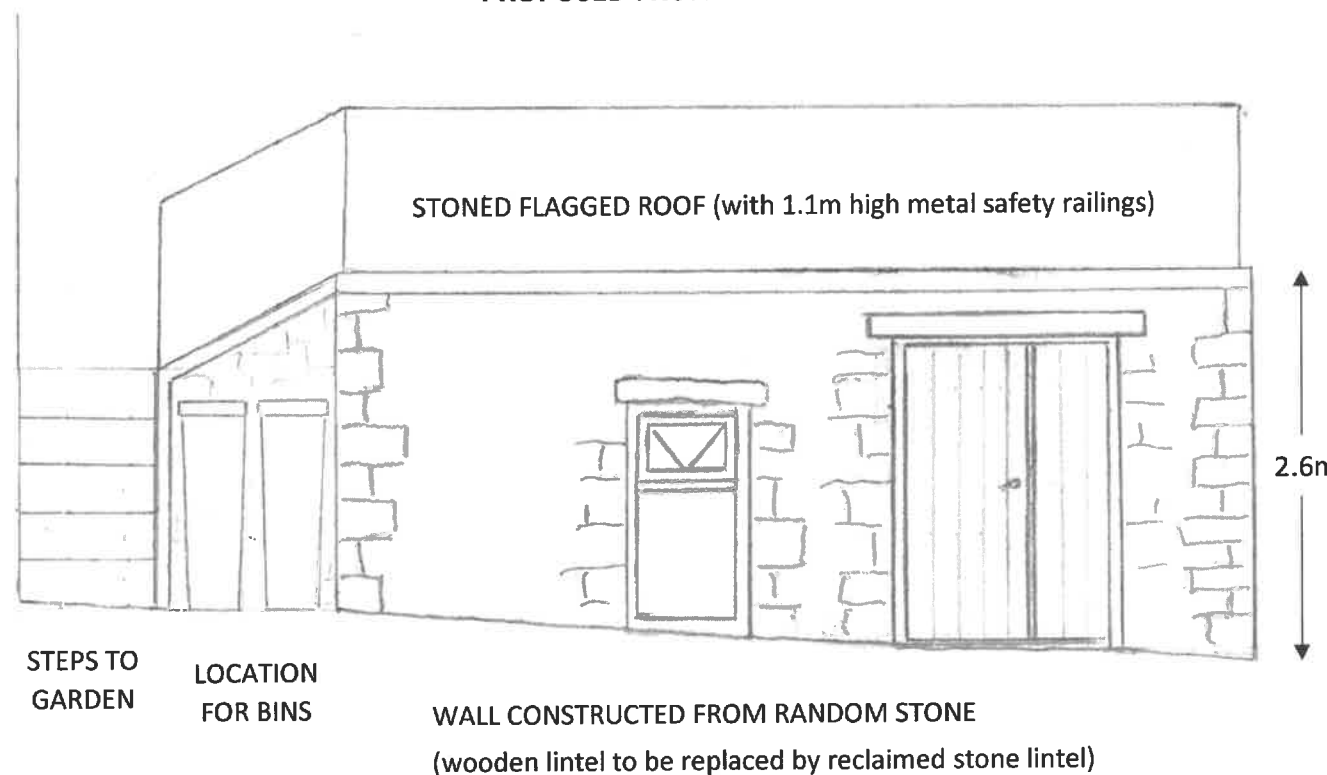 PROPOSED
STONED FLAGGED ROOF (with 1.1m high metal safety railings)
2.6m
STEPS TO
GARDEN
LOCATION
FOR BINS
WALL CONSTRUCTED FROM RANDOM STONE
(wooden lintel to be replaced by reclaimed stone lintel)